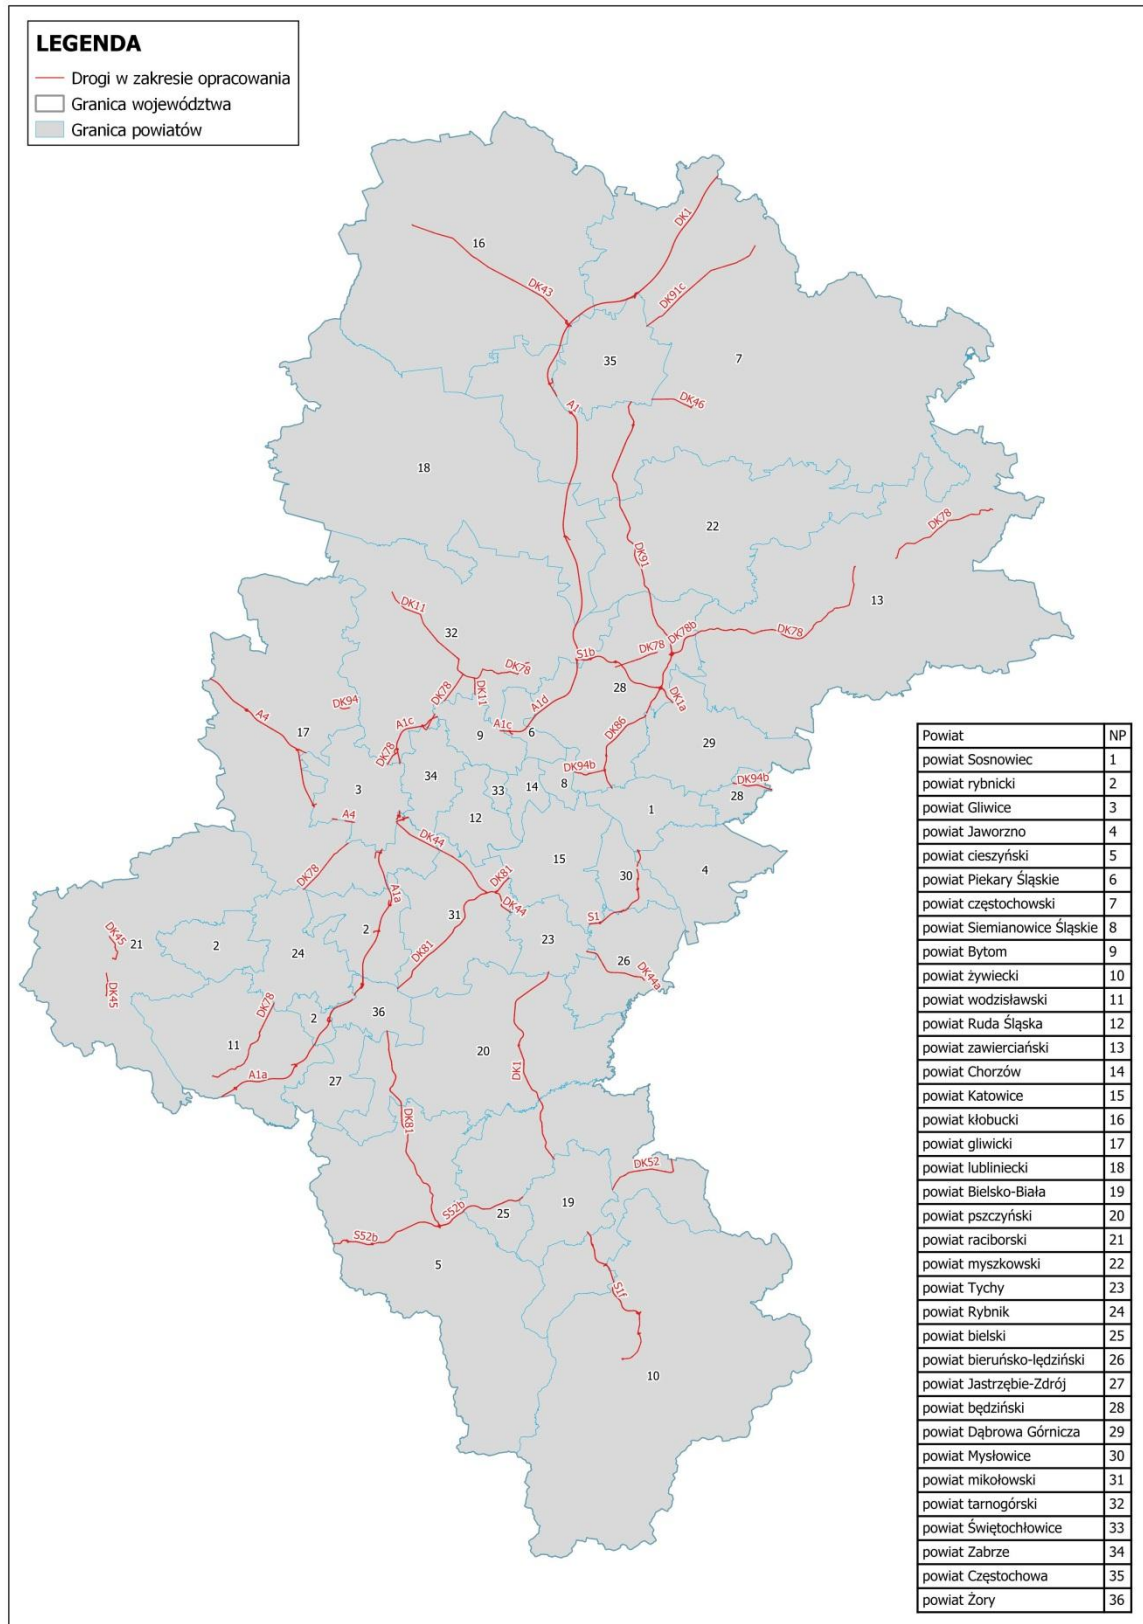 LEGENDA
Drogi w zakresie opracowania
Granica województwa
Granica powiatów
DK1
16
DK43
DK91c
35
7
A1
DK46
18
22
DK78
DK91
13
DK11
32
DK78b
DK78
S1b
DK78
DK78
DK78
DK11
28
DK1a
A1d
DK94
A4
A1c
A1c
6
DK86
17
9
29
DK78
34
DK94b
8
DK94b
3
33
14
28
A4
12
1
DK44
15
4
DK78
DK81
30
A1a
31
DK44
S1
2
DK45
21
2
24
DK81
23
26
DK44a
DK45
DK78
2
36
11
20
DK1
A1a
27
DK81
DK52
19
S52b
25
S52b
5
S1f
10
Powiat NP
powiat Sosnowiec 1
powiat rybnicki 2
powiat Gliwice 3
powiat Jaworzno 4
powiat cieszyński 5
powiat Piekary Śląskie 6
powiat częstochowski 7
powiat Siemianowice Śląskie 8
powiat Bytom 9
powiat żywiecki 10
powiat wodzisławski 11
powiat Ruda Śląska 12
powiat zawierciański 13
powiat Chorzów 14
powiat Katowice 15
powiat kłobucki 16
powiat gliwicki 17
powiat lubliniecki 18
powiat Bielsko-Biała 19
powiat pszczyński 20
powiat raciborski 21
powiat myszkowski 22
powiat Tychy 23
powiat Rybnik 24
powiat bielski 25
powiat bieruńsko-lędziński 26
powiat Jastrzębie-Zdrój 27
powiat będziński 28
powiat Dąbrowa Górnicza 29
powiat Mysłowice 30
powiat mikołowski 31
powiat tarnogórski 32
powiat Świętochłowice 33
powiat Zabrze 34
powiat Częstochowa 35
powiat Żory 36